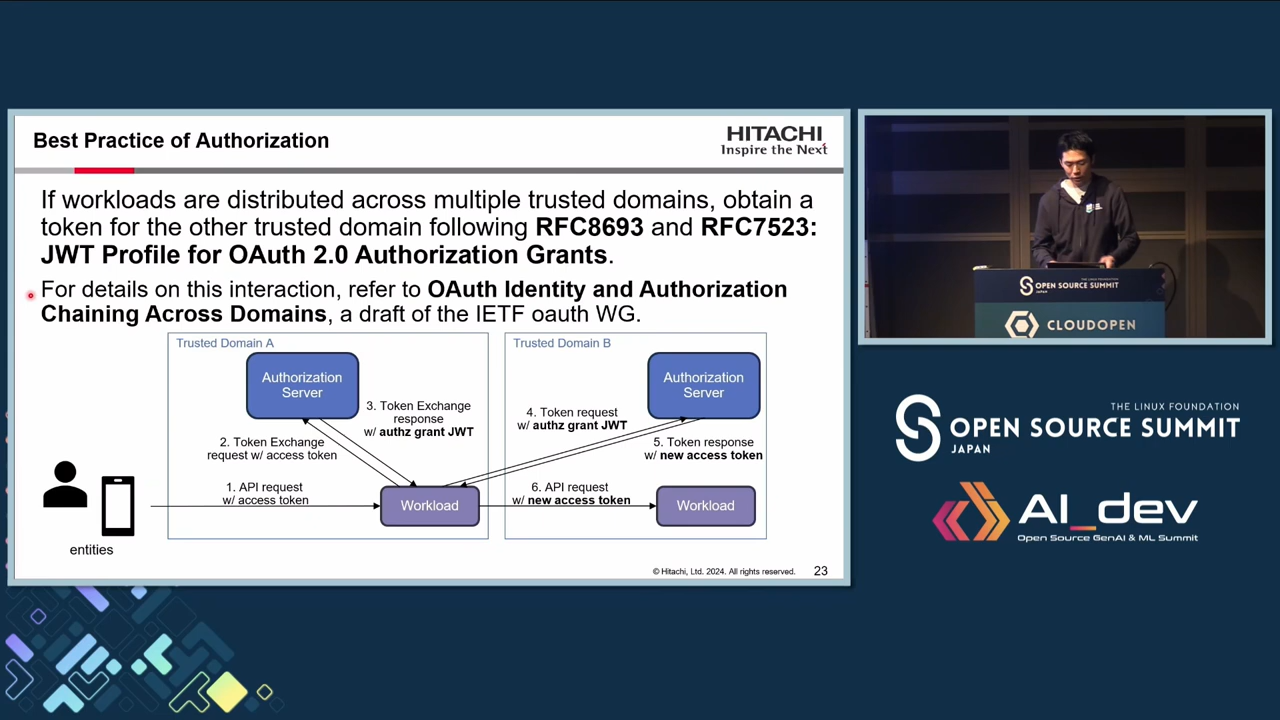 Best Practice of Authorization
HITACHI
Inspire the Next
If workloads are distributed across multiple trusted domains, obtain a
token for the other trusted domain following RFC8693 and RFC7523:
JWT Profile for OAuth 2.0 Authorization Grants.
For details on this interaction, refer to OAuth Identity and Authorization
Chaining Across Domains, a draft of the IETF oauth WG.
Trusted Domain A
Authorization
Server
3. Token Exchange
response
w/ authz grant JWT
2. Token Exchange
request w/ access token
1. API request
w/ access token
Workload
entities
Trusted Domain B
Authorization
Server
4. Token request
w/ authz grant JWT
5. Token response
w/ new access token
6. API request
w/ new access token
Workload
© Hitachi, Ltd. 2024. All rights reserved.
23
OPEN SOURCE SUMMIT
JAPAN
CLOUDOPEN
THE LINUX FOUNDATION
OPEN SOURCE SUMMIT
JAPAN
AI_dev
Open Source GenAI & ML Summit